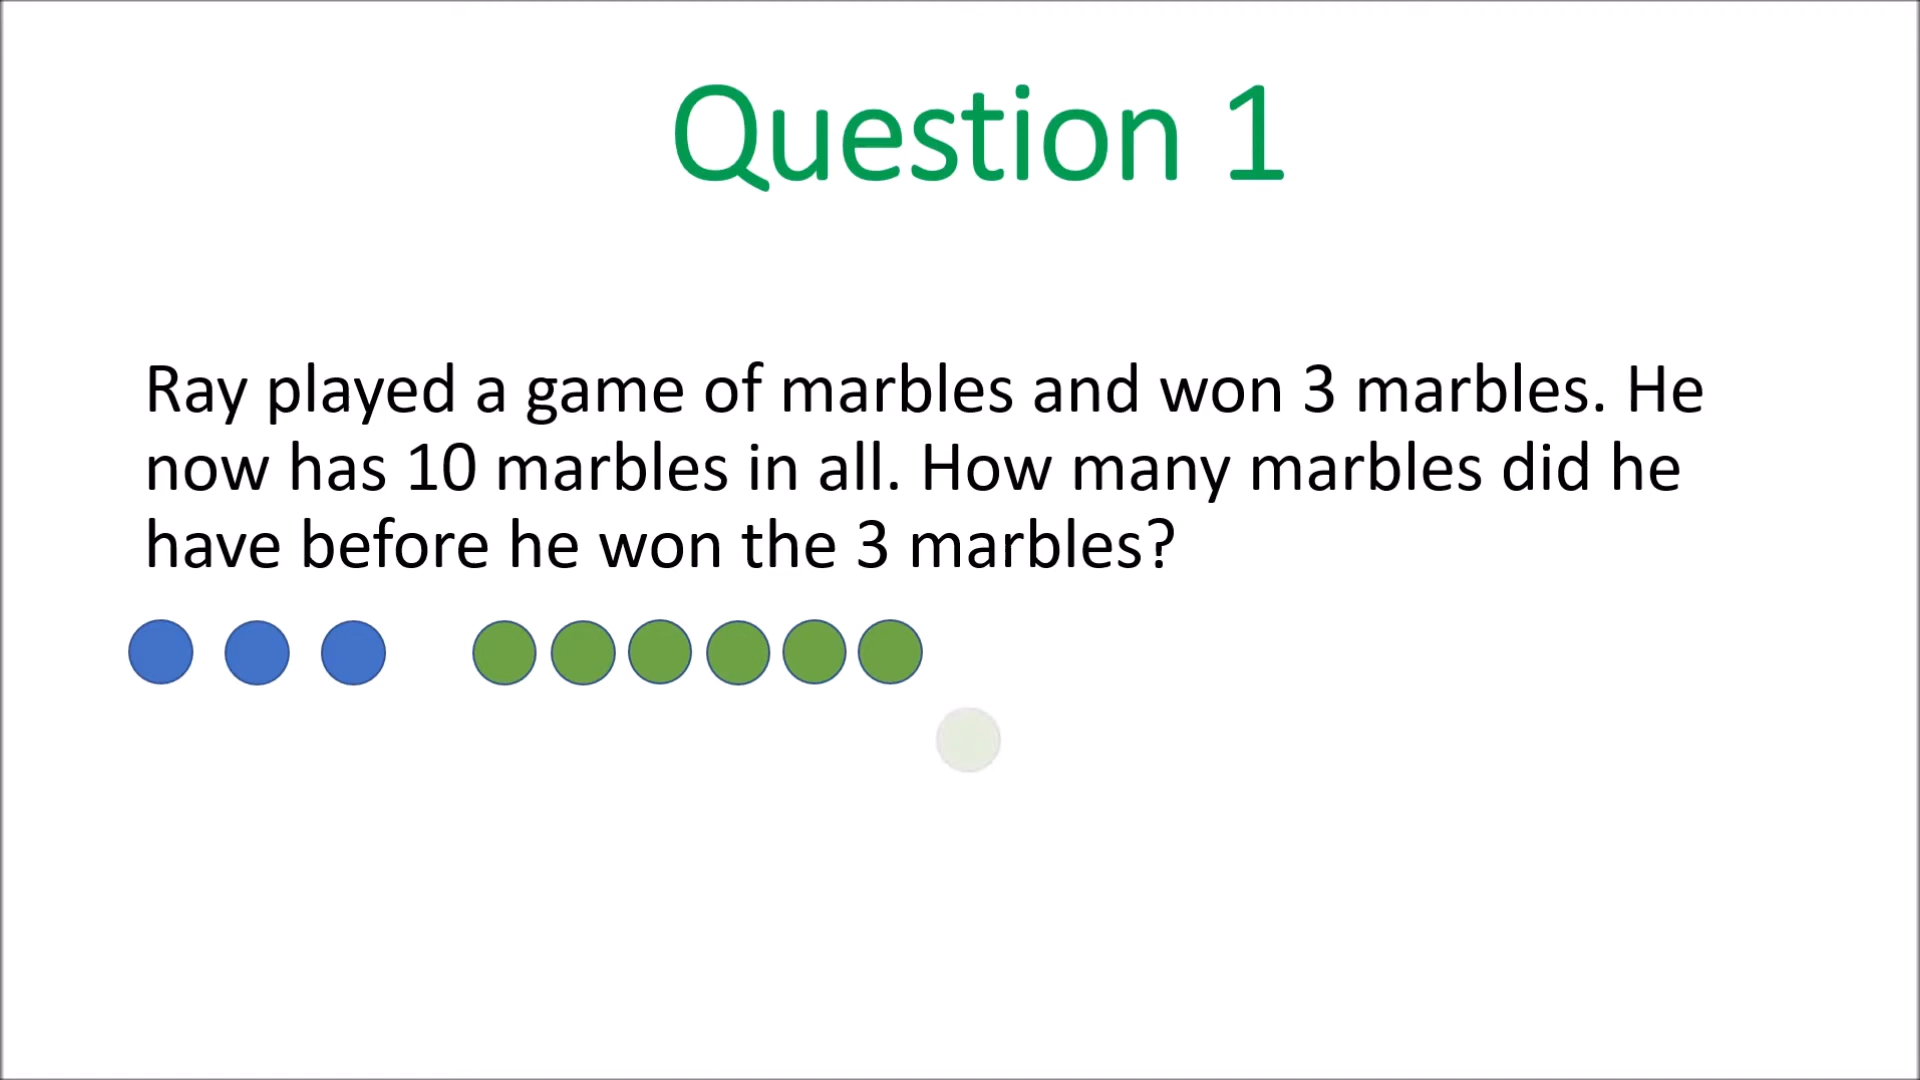 Question 1
Ray played a game of marbles and won 3 marbles. He
now has 10 marbles in all. How many marbles did he
have before he won the 3 marbles?